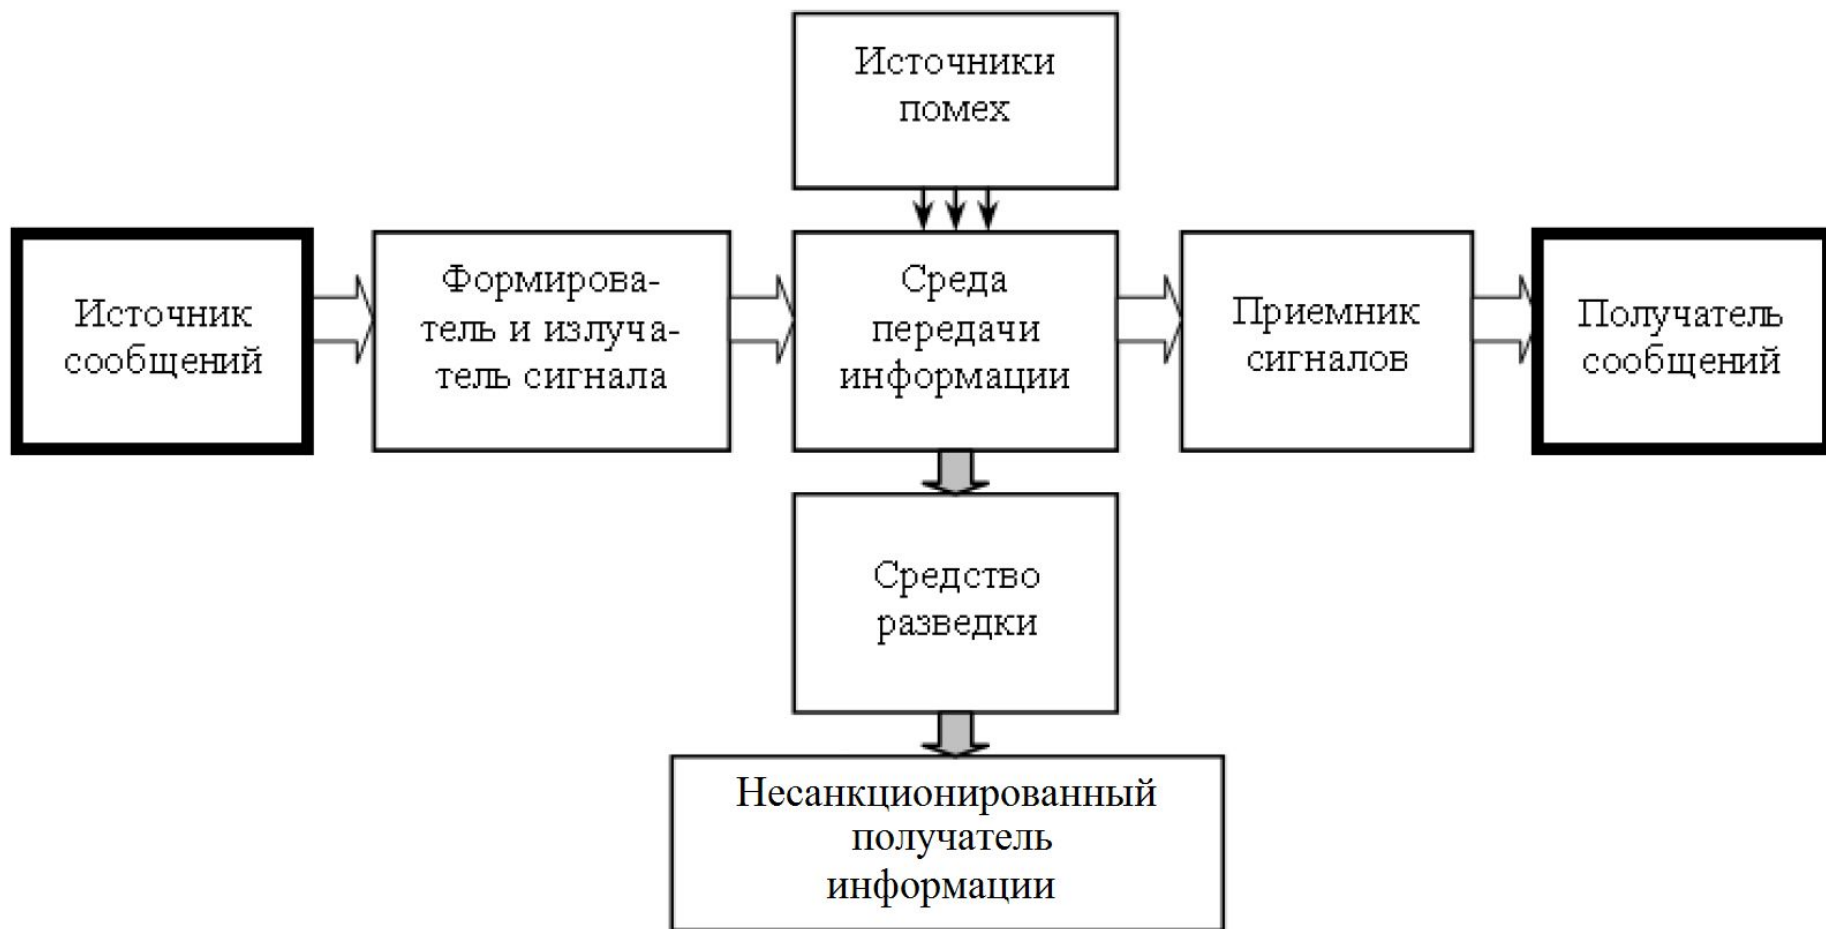 Источники
помех
Источник
сообщений
Формирова-
тель и излуча-
тель сигнала
Среда
передачи
информации
Приемник
сигналов
Получатель
сообщений
Средство
разведки
Несанкционированный
получатель
информации